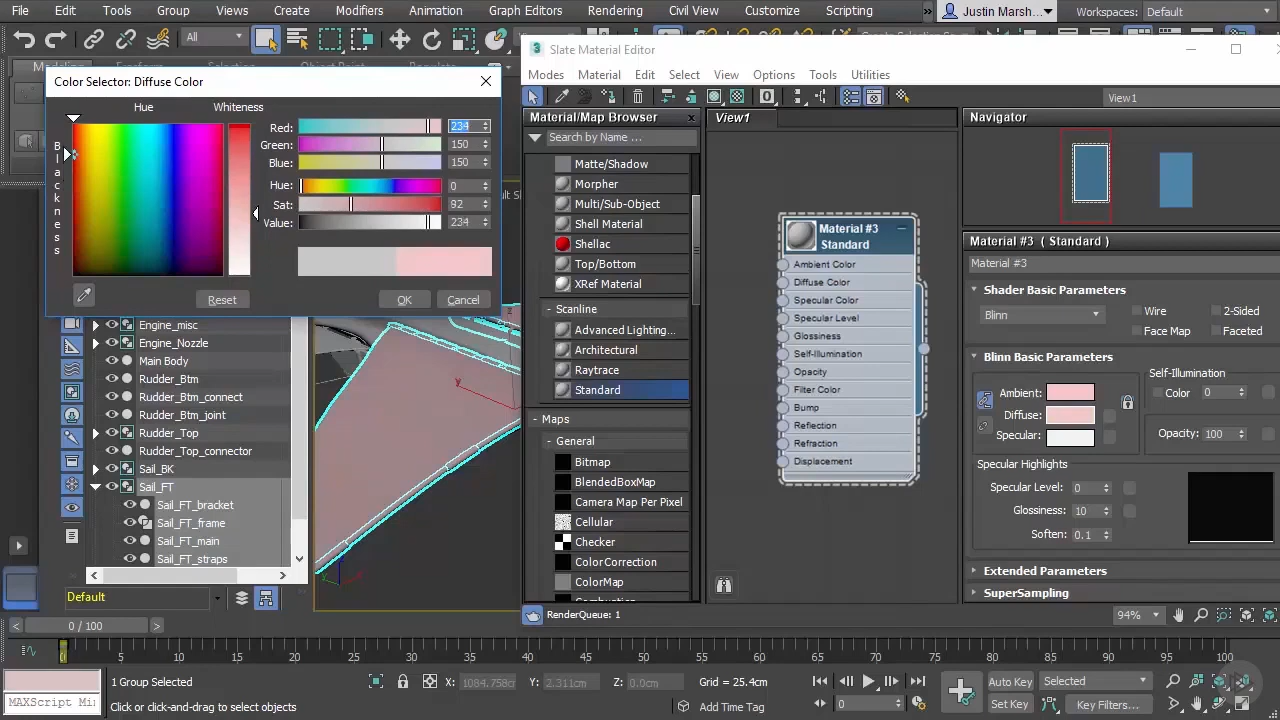 File Edit Tools Group Views Create Modifiers Animation Graph Editors Rendering Civil View Customize Scripting
Justin Marsh...
Workspaces: Default
All
Slate Material Editor
Modes Material Edit Select View Options Tools Utilities
View1
Color Selector: Diffuse Color
Hue
Whiteness
Blackness
Red: 234
Green: 150
Blue: 150
Hue: 0
Sat: 92
Value: 234
Reset
OK
Cancel
Engine_misc
Engine_Nozzle
Main Body
Rudder_Btm
Rudder_Btm_connect
Rudder_Btm_joint
Rudder_Top
Rudder_Top_connector
Sail_BK
Sail_FT
Sail_FT_bracket
Sail_FT_frame
Sail_FT_main
Sail_FT_straps
Default
y
Material/Map Browser
Search by Name ...
Matte/Shadow
Morpher
Multi/Sub-Object
Shell Material
Shellac
Top/Bottom
XRef Material
- Scanline
Advanced Lighting...
Architectural
Raytrace
Standard
- Maps
- General
Bitmap
BlendedBoxMap
Camera Map Per Pixel
Cellular
Checker
ColorCorrection
ColorMap
RenderQueue: 1
View1
Material #3
Standard
Ambient Color
Diffuse Color
Specular Color
Specular Level
Glossiness
Self-Illumination
Opacity
Filter Color
Bump
Reflection
Refraction
Displacement
Navigator
Material #3 ( Standard )
Material #3
Shader Basic Parameters
Blinn
Wire
2-Sided
Face Map
Faceted
Blinn Basic Parameters
Self-Illumination
Ambient:
Color 0
Diffuse:
Specular:
Opacity: 100
Specular Highlights
Specular Level: 0
Glossiness: 10
Soften: 0.1
Extended Parameters
SuperSampling
94%
0 / 100
5 10 15 20 25 30 35 40 45 50 55 60 65 70 75 80 85 90 95 100
1 Group Selected
X: 1084.758cm
Y: 2.311cm
Z: 0.0cm
Grid = 25.4cm
Auto Key
Selected
MAXScript Mi
Click or click-and-drag to select objects
Add Time Tag
0
Set Key
Key Filters...